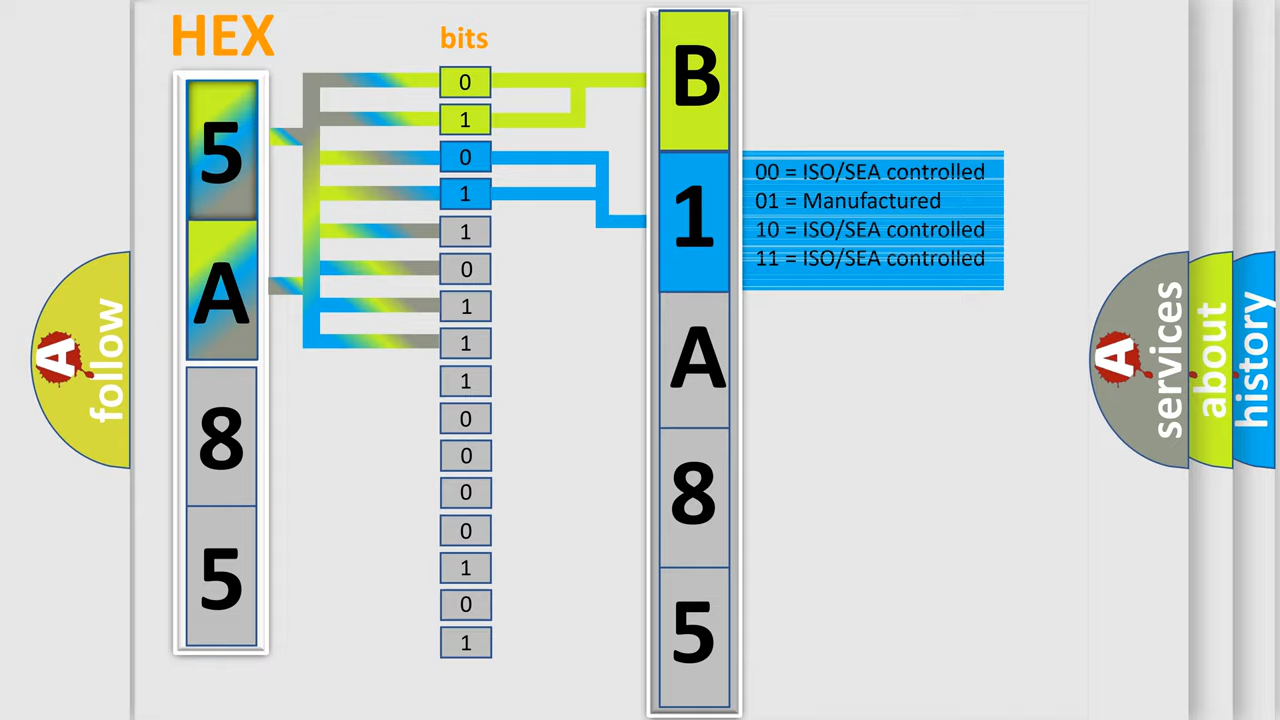 HEX
bits
5
A
8
5
0
1
0
1
1
0
1
1
1
0
0
0
0
1
0
1
B
1
A
8
5
00 = ISO/SEA controlled
01 = Manufactured
10 = ISO/SEA controlled
11 = ISO/SEA controlled
A
follow
A
services
about
history